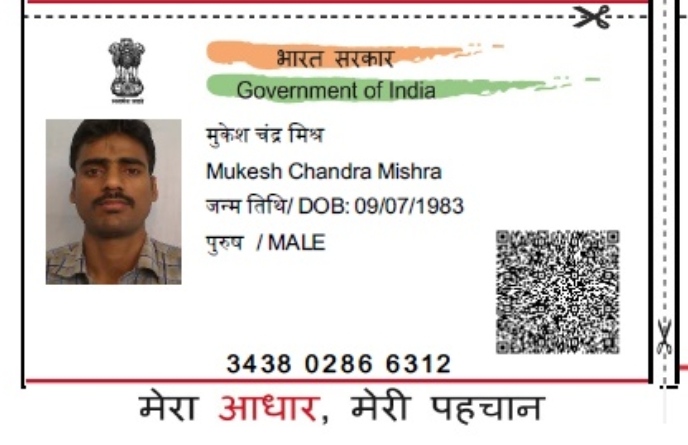 भारत सरकार
Government of India
मुकेश चंद्र मिश्र
Mukesh Chandra Mishra
जन्म तिथि/ DOB: 09/07/1983
पुरुष / MALE
3438 0286 6312
मेरा आधार, मेरी पहचान